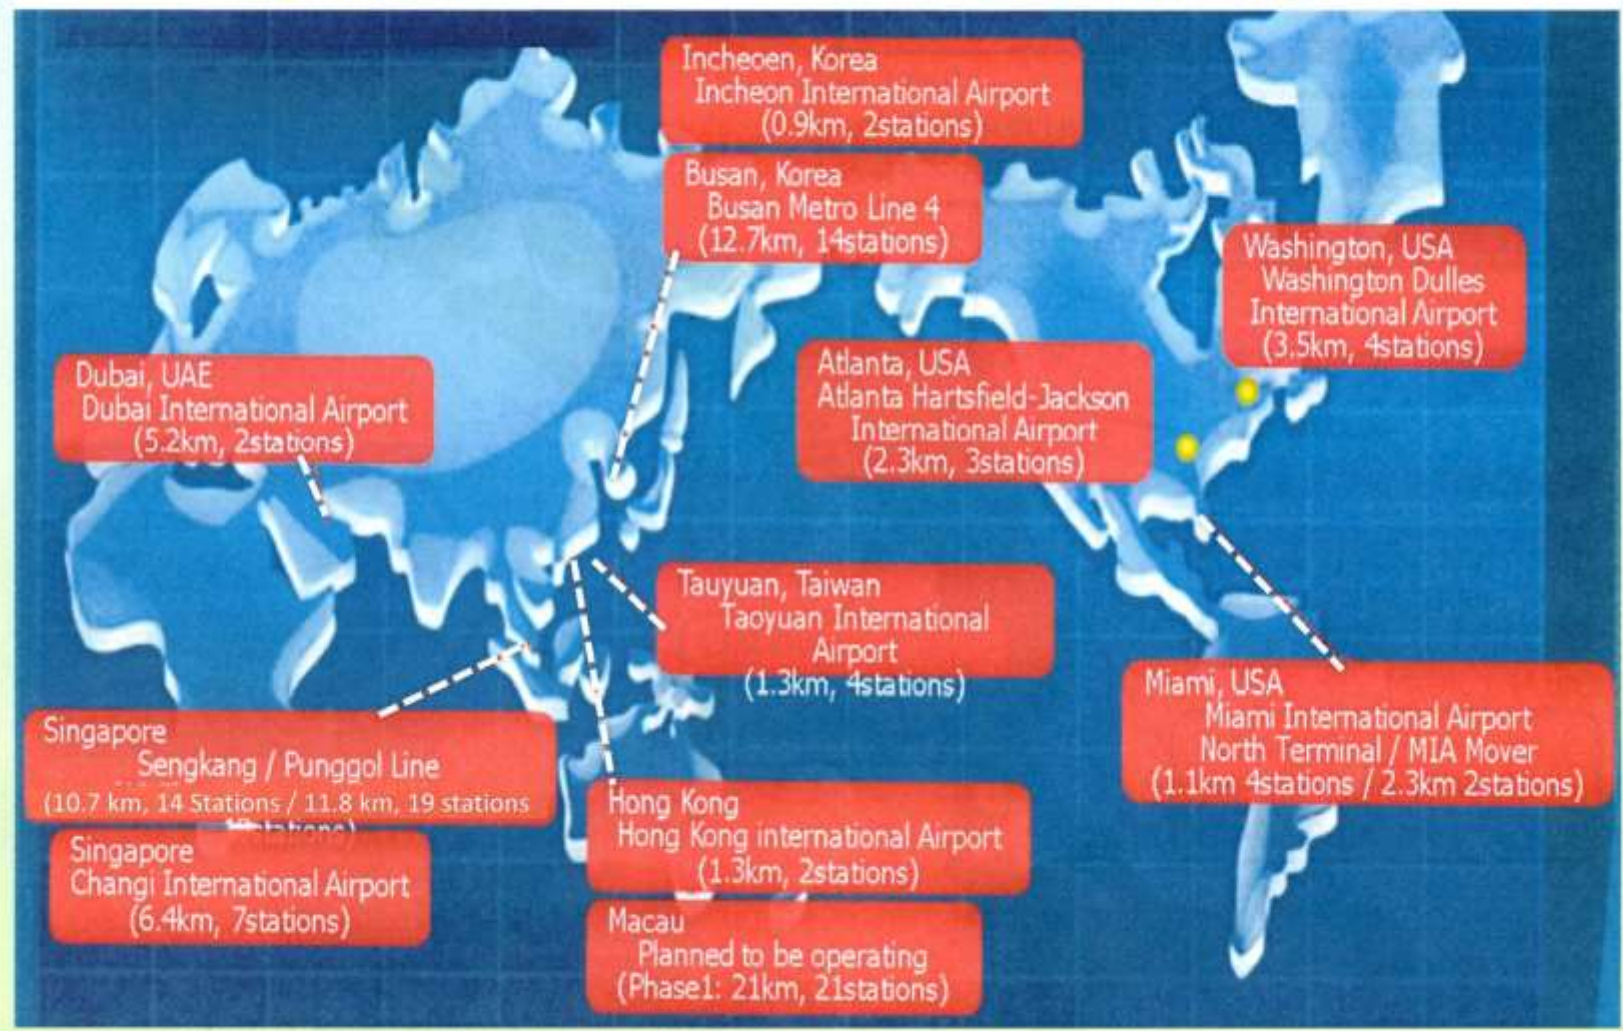 Incheoen, Korea
Incheon International Airport
(0.9km, 2stations)
Busan, Korea
Busan Metro Line 4
(12.7km, 14stations)
Washington, USA
Washington Dulles
International Airport
(3.5km, 4stations)
Dubai, UAE
Dubai International Airport
(5.2km, 2stations)
Atlanta, USA
Atlanta Hartsfield-Jackson
International Airport
(2.3km, 3stations)
Tauyuan, Taiwan
Taoyuan International
Airport
(1.3km, 4stations)
Miami, USA
Miami International Airport
North Terminal / MIA Mover
(1.1km 4stations / 2.3km 2stations)
Singapore
Sengkang / Punggol Line
(10.7 km, 14 Stations / 11.8 km, 19 stations
Singapore
Changi International Airport
(6.4km, 7stations)
Hong Kong
Hong Kong international Airport
(1.3km, 2stations)
Macau
Planned to be operating
(Phase1: 21km, 21stations)